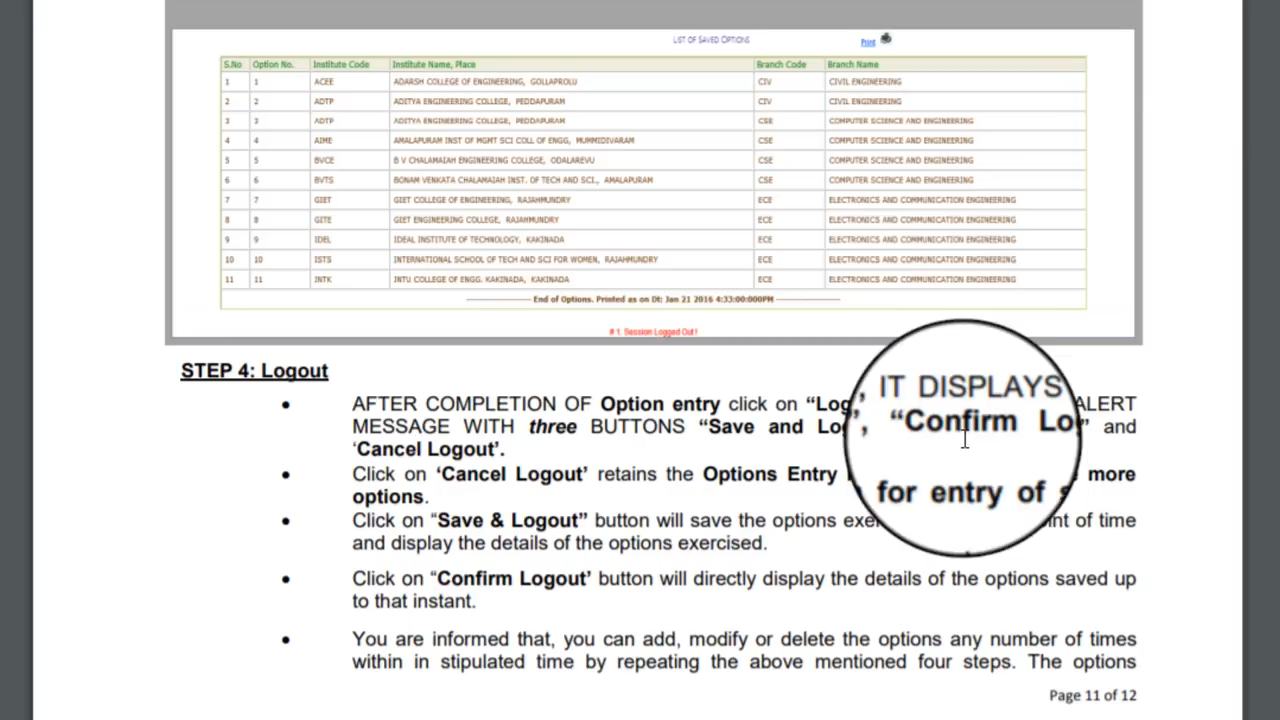 LIST OF SAVED OPTIONS Print
S.No Option No. Institute Code Institute Name, Place Branch Code Branch Name
1 1 ACEE ADARSH COLLEGE OF ENGINEERING, GOLLAPROLU CIV CIVIL ENGINEERING
2 2 ADTP ADITYA ENGINEERING COLLEGE, PEDDAPURAM CIV CIVIL ENGINEERING
3 3 ADTP ADITYA ENGINEERING COLLEGE, PEDDAPURAM CSE COMPUTER SCIENCE AND ENGINEERING
4 4 AIME AMALAPURAM INST OF MGMT SCI COLL OF ENGG, MUMMIDIVARAM CSE COMPUTER SCIENCE AND ENGINEERING
5 5 BVCE B V CHALAMAIAH ENGINEERING COLLEGE, ODALAREVU CSE COMPUTER SCIENCE AND ENGINEERING
6 6 BVTS BONAM VENKATA CHALAMAIAH INST. OF TECH AND SCI., AMALAPURAM CSE COMPUTER SCIENCE AND ENGINEERING
7 7 GIET GIET COLLEGE OF ENGINEERING, RAJAHMUNDRY ECE ELECTRONICS AND COMMUNICATION ENGINEERING
8 8 GITE GIET ENGINEERING COLLEGE, RAJAHMUNDRY ECE ELECTRONICS AND COMMUNICATION ENGINEERING
9 9 IDEL IDEAL INSTITUTE OF TECHNOLOGY, KAKINADA ECE ELECTRONICS AND COMMUNICATION ENGINEERING
10 10 ISTS INTERNATIONAL SCHOOL OF TECH AND SCI FOR WOMEN, RAJAHMUNDRY ECE ELECTRONICS AND COMMUNICATION ENGINEERING
11 11 INTK JNTU COLLEGE OF ENGG. KAKINADA, KAKINADA ECE ELECTRONICS AND COMMUNICATION ENGINEERING
End of Options. Printed as on Dt: Jan 21 2016 4:33:00:000PM
# 1. Session Logged Out!
STEP 4: Logout
• AFTER COMPLETION OF Option entry click on “Log , IT DISPLAYS ALERT
MESSAGE WITH three BUTTONS “Save and Lo ”, “Confirm Lo ” and
‘Cancel Logout’.
• Click on ‘Cancel Logout’ retains the Options Entry for entry of more
options.
• Click on “Save & Logout” button will save the options of time
and display the details of the options exercised.
• Click on “Confirm Logout’ button will directly display the details of the options saved up
to that instant.
• You are informed that, you can add, modify or delete the options any number of times
within in stipulated time by repeating the above mentioned four steps. The options
Page 11 of 12